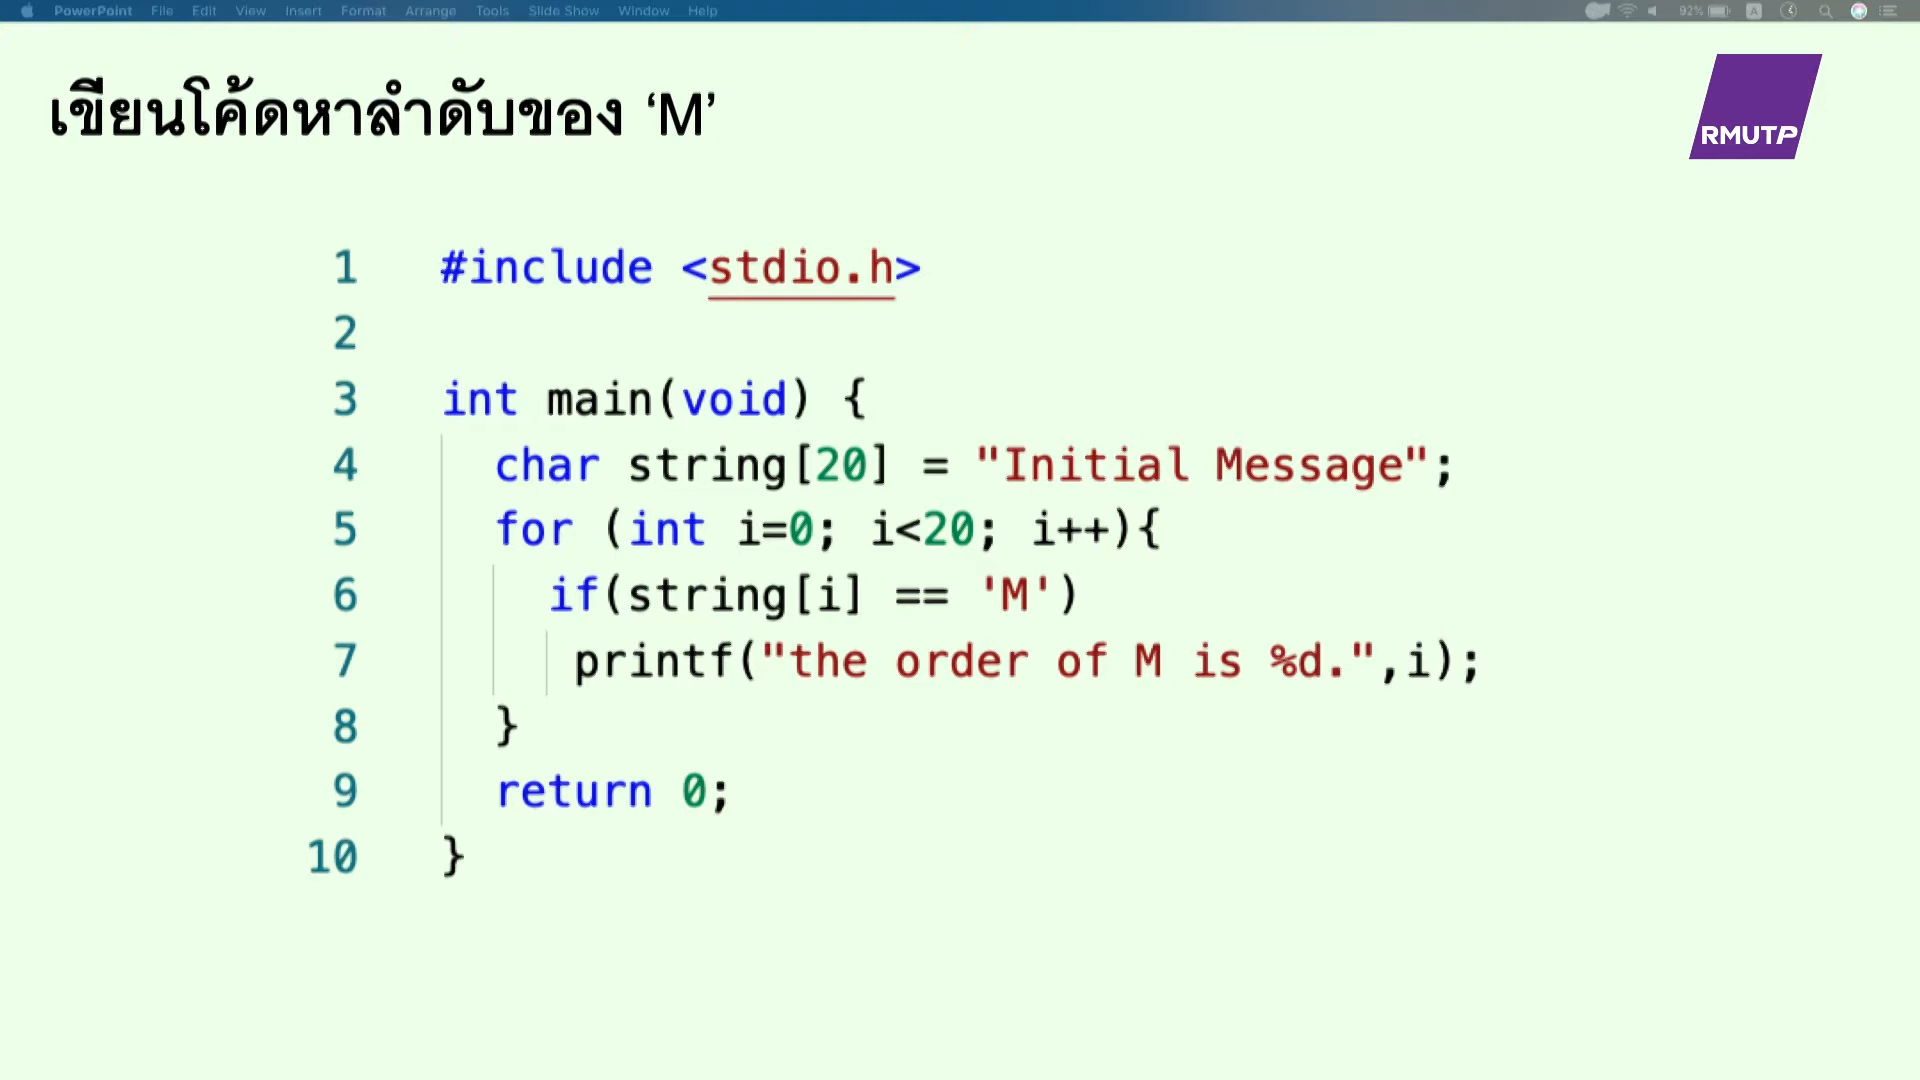 PowerPoint File Edit View Insert Format Arrange Tools Slide Show Window Help 92% A
เขียนโค้ดหาลำดับของ ‘M’
RMUTP
1 #include <stdio.h>
2
3 int main(void) {
4 char string[20] = "Initial Message";
5 for (int i=0; i<20; i++){
6 if(string[i] == 'M')
7 printf("the order of M is %d.",i);
8 }
9 return 0;
10 }